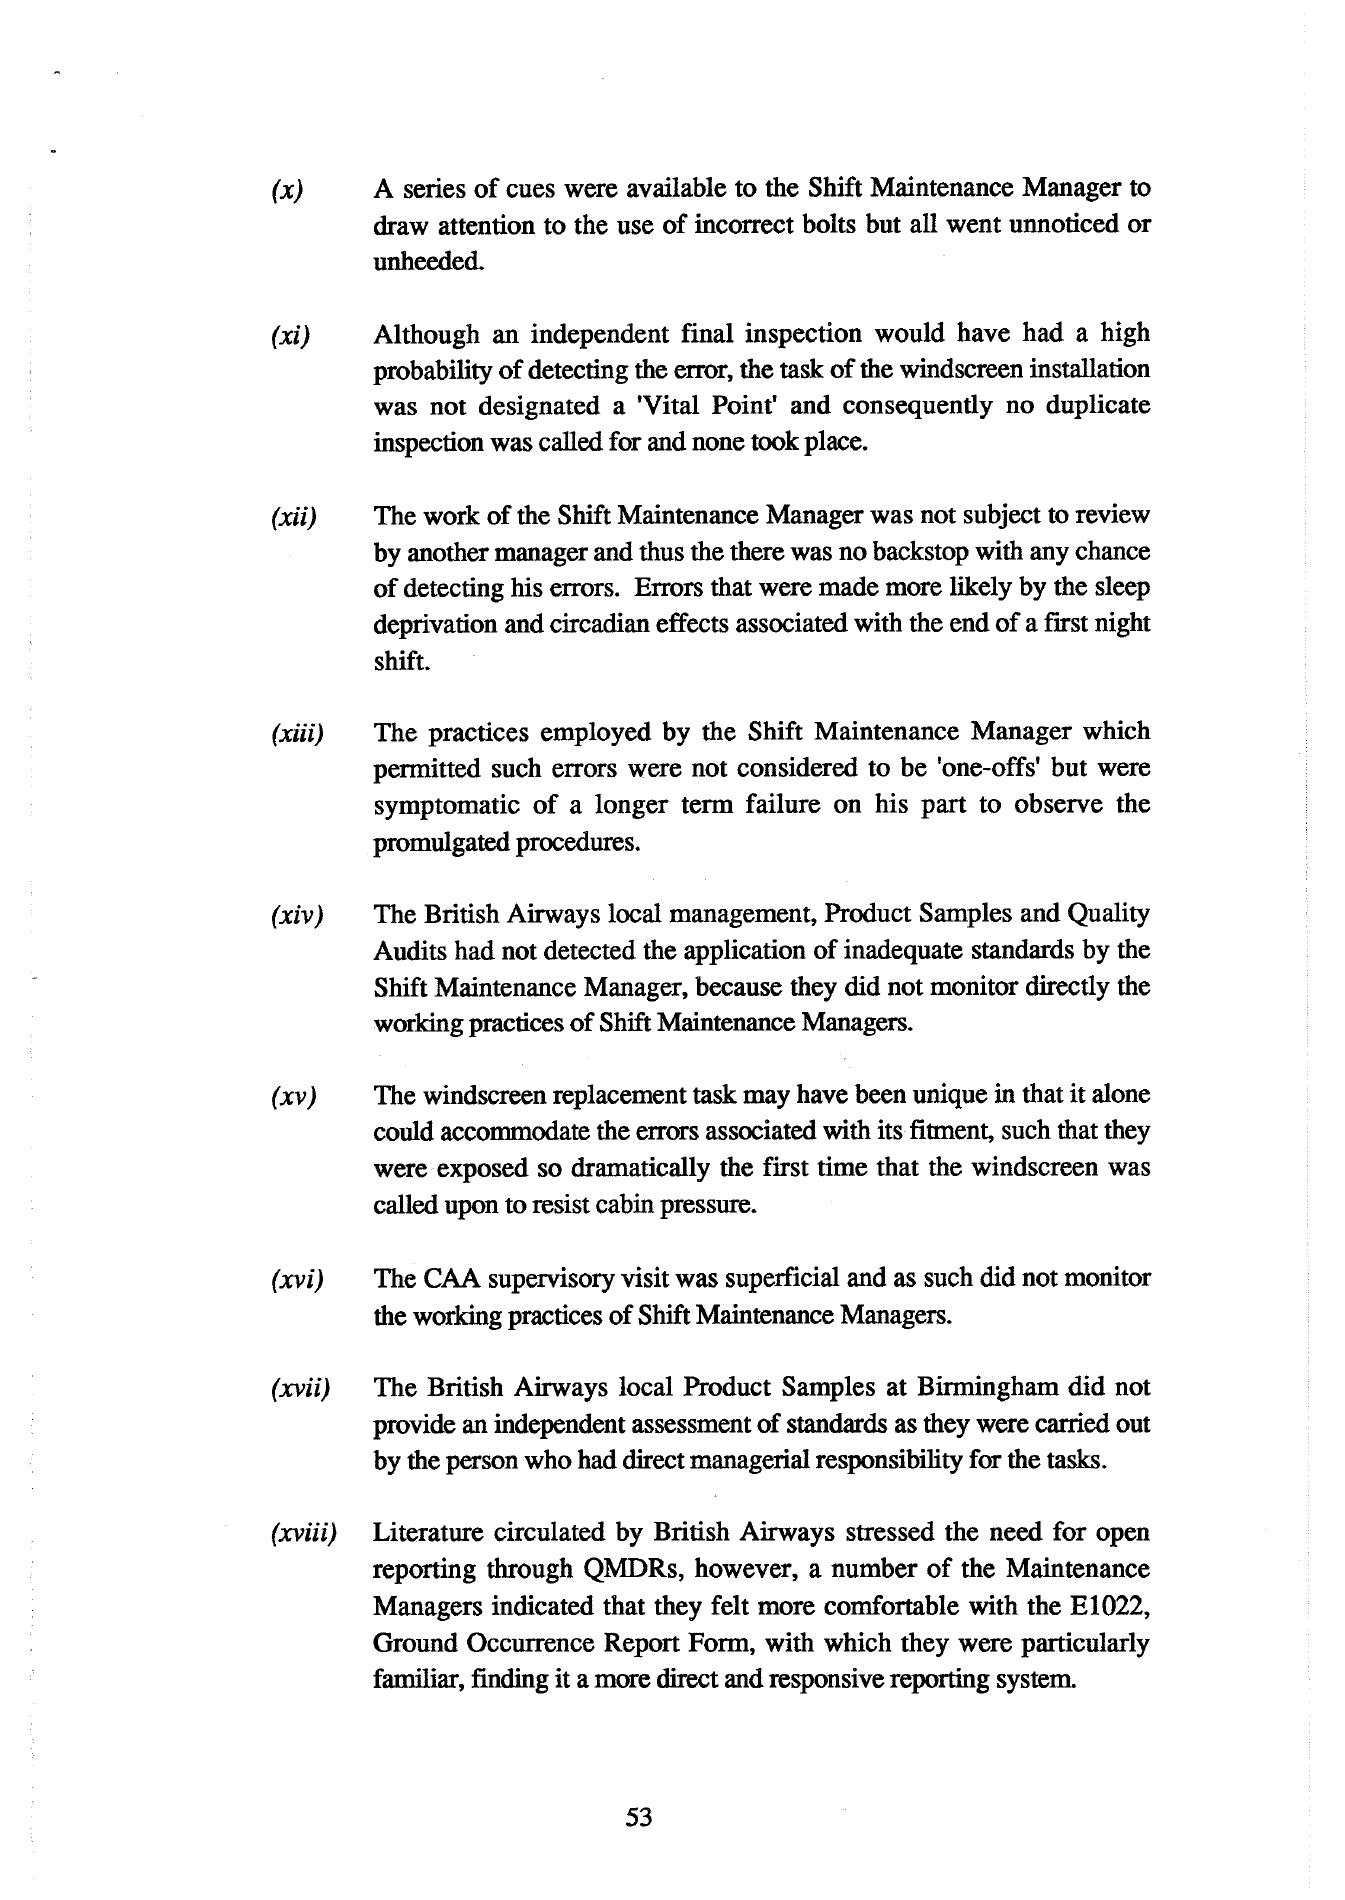 (x) A series of cues were available to the Shift Maintenance Manager to
draw attention to the use of incorrect bolts but all went unnoticed or
unheeded.
(xi) Although an independent final inspection would have had a high
probability of detecting the error, the task of the windscreen installation
was not designated a 'Vital Point' and consequently no duplicate
inspection was called for and none took place.
(xii) The work of the Shift Maintenance Manager was not subject to review
by another manager and thus the there was no backstop with any chance
of detecting his errors. Errors that were made more likely by the sleep
deprivation and circadian effects associated with the end of a first night
shift.
(xiii) The practices employed by the Shift Maintenance Manager which
permitted such errors were not considered to be 'one-offs' but were
symptomatic of a longer term failure on his part to observe the
promulgated procedures.
(xiv) The British Airways local management, Product Samples and Quality
Audits had not detected the application of inadequate standards by the
Shift Maintenance Manager, because they did not monitor directly the
working practices of Shift Maintenance Managers.
(xv) The windscreen replacement task may have been unique in that it alone
could accommodate the errors associated with its fitment, such that they
were exposed so dramatically the first time that the windscreen was
called upon to resist cabin pressure.
(xvi) The CAA supervisory visit was superficial and as such did not monitor
the working practices of Shift Maintenance Managers.
(xvii) The British Airways local Product Samples at Birmingham did not
provide an independent assessment of standards as they were carried out
by the person who had direct managerial responsibility for the tasks.
(xviii) Literature circulated by British Airways stressed the need for open
reporting through QMDRs, however, a number of the Maintenance
Managers indicated that they felt more comfortable with the E1022,
Ground Occurrence Report Form, with which they were particularly
familiar, finding it a more direct and responsive reporting system.
53